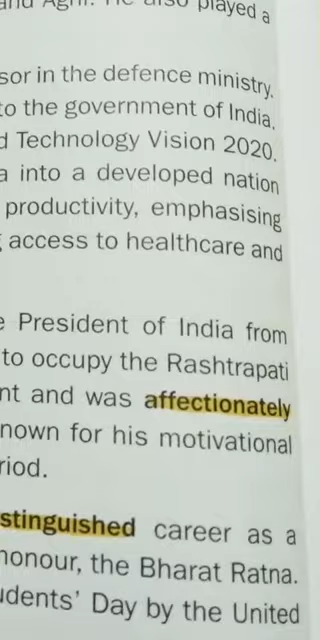 and Agni. He also played a
sor in the defence ministry.
to the government of India.
d Technology Vision 2020.
a into a developed nation
productivity, emphasising
access to healthcare and
e President of India from
to occupy the Rashtrapati
nt and was affectionately
nown for his motivational
riod.
stinguished career as a
honour, the Bharat Ratna.
udents' Day by the United